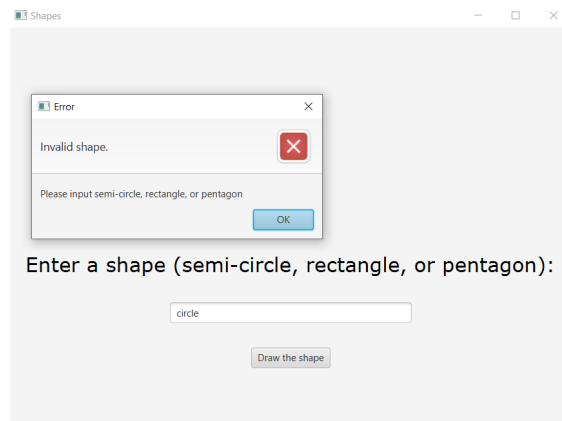 Shapes
Error
Invalid shape.
Please input semi-circle, rectangle, or pentagon
OK
Enter a shape (semi-circle, rectangle, or pentagon):
circle
Draw the shape